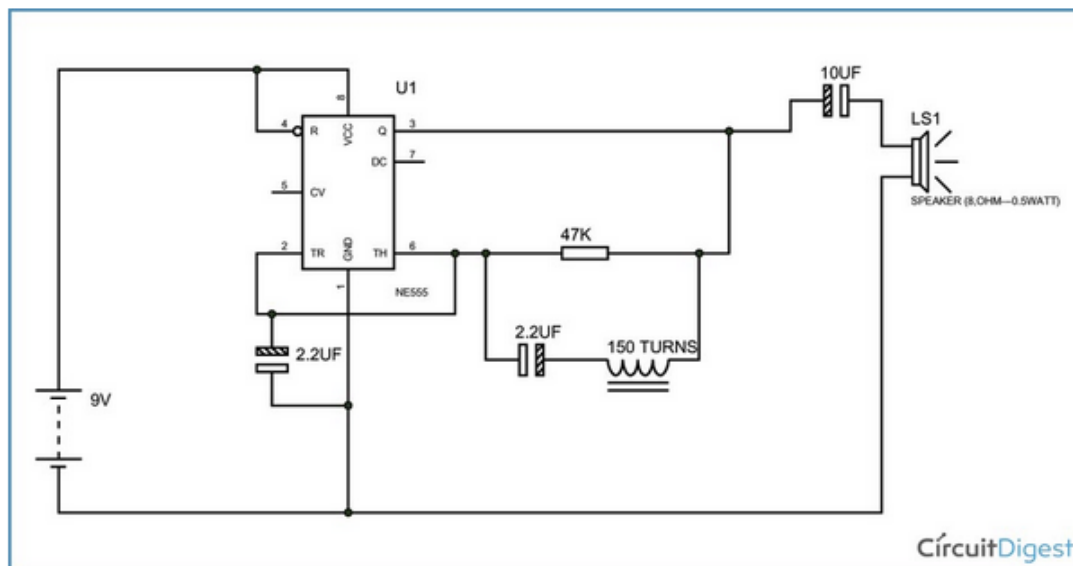 U1
8
4
R
VCC
Q
3
DC
7
5
CV
2
TR
GND
TH
6
1
NE555
10UF
LS1
SPEAKER (8,OHM---0.5WATT)
47K
2.2UF
2.2UF
150 TURNS
9V
CírcuitDigest